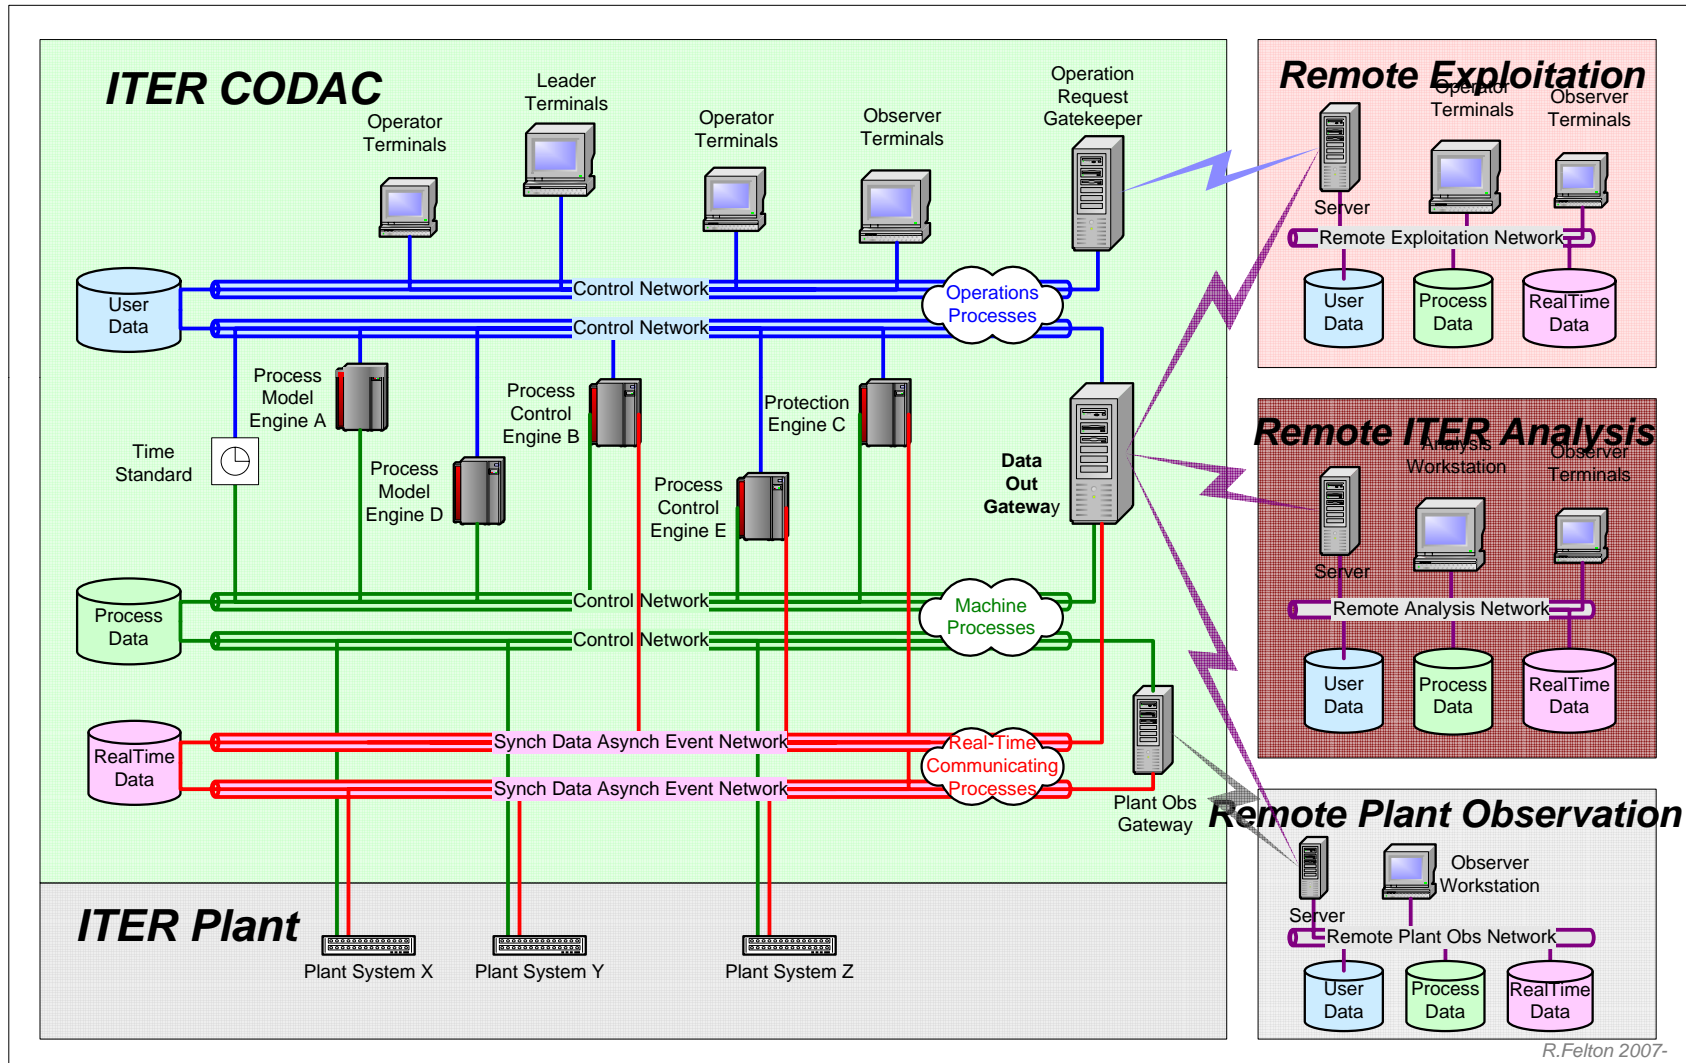 ITER CODAC
Operator
Terminals
Leader
Terminals
Operator
Terminals
Observer
Terminals
Operation
Request
Gatekeeper
User
Data
Control Network
Control Network
Operations
Processes
Process
Model
Engine A
Process
Control
Engine B
Protection
Engine C
Time
Standard
Process
Model
Engine D
Process
Control
Engine E
Data
Out
Gateway
Process
Data
Control Network
Control Network
Machine
Processes
RealTime
Data
Synch Data Asynch Event Network
Synch Data Asynch Event Network
Real-Time
Communicating
Processes
Plant Obs
Gateway
ITER Plant
Plant System X
Plant System Y
Plant System Z
Remote Exploitation
Operator
Terminals
Observer
Terminals
Server
Remote Exploitation Network
User
Data
Process
Data
RealTime
Data
Remote ITER Analysis
Analysis
Workstation
Observer
Terminals
Server
Remote Analysis Network
User
Data
Process
Data
RealTime
Data
Remote Plant Observation
Observer
Workstation
Server
Remote Plant Obs Network
User
Data
Process
Data
RealTime
Data
R.Felton 2007-